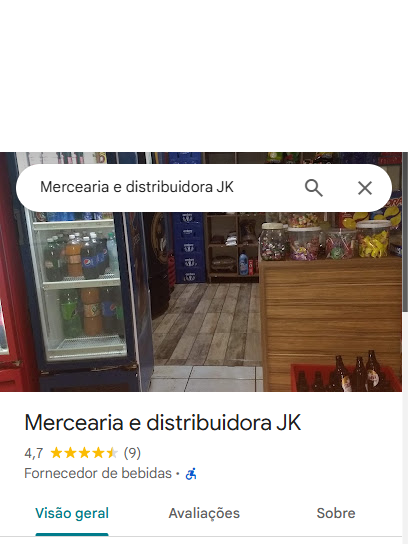 Mercearia e distribuidora JK
Mercearia e distribuidora JK
4,7 (9)
Fornecedor de bebidas ·
Visão geral
Avaliações
Sobre